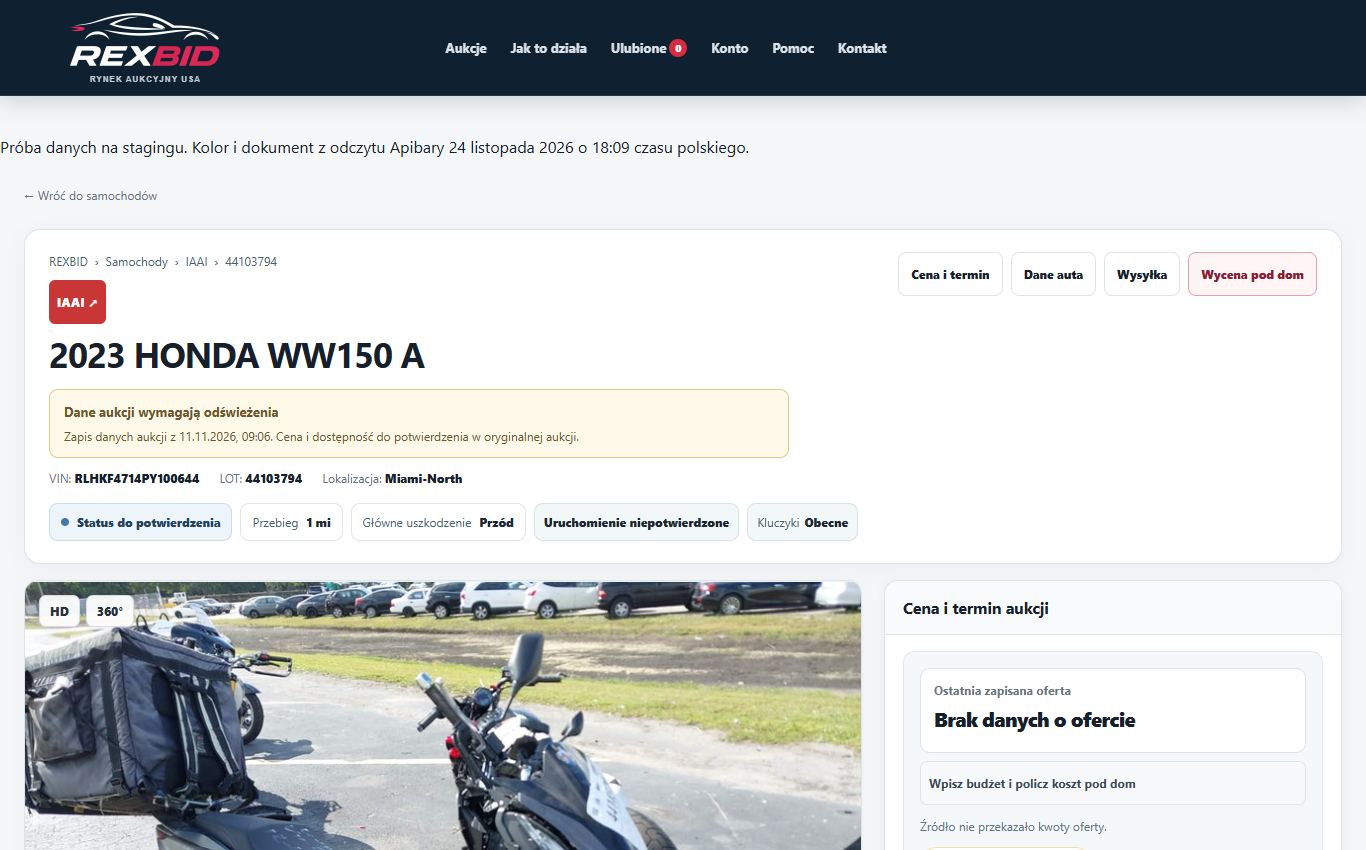 REXBID
RYNEK AUKCYJNY USA
Aukcje
Jak to działa
Ulubione 0
Konto
Pomoc
Kontakt
Próba danych na stagingu. Kolor i dokument z odczytu Apibary 24 listopada 2026 o 18:09 czasu polskiego.
← Wróć do samochodów
REXBID › Samochody › IAAI › 44103794
Cena i termin
Dane auta
Wysyłka
Wycena pod dom
IAAI ↗
2023 HONDA WW150 A
Dane aukcji wymagają odświeżenia
Zapis danych aukcji z 11.11.2026, 09:06. Cena i dostępność do potwierdzenia w oryginalnej aukcji.
VIN: RLHKF4714PY100644 LOT: 44103794 Lokalizacja: Miami-North
Status do potwierdzenia
Przebieg 1 mi
Główne uszkodzenie Przód
Uruchomienie niepotwierdzone
Kluczyki Obecne
HD
360°
Cena i termin aukcji
Ostatnia zapisana oferta
Brak danych o ofercie
Wpisz budżet i policz koszt pod dom
Źródło nie przekazało kwoty oferty.